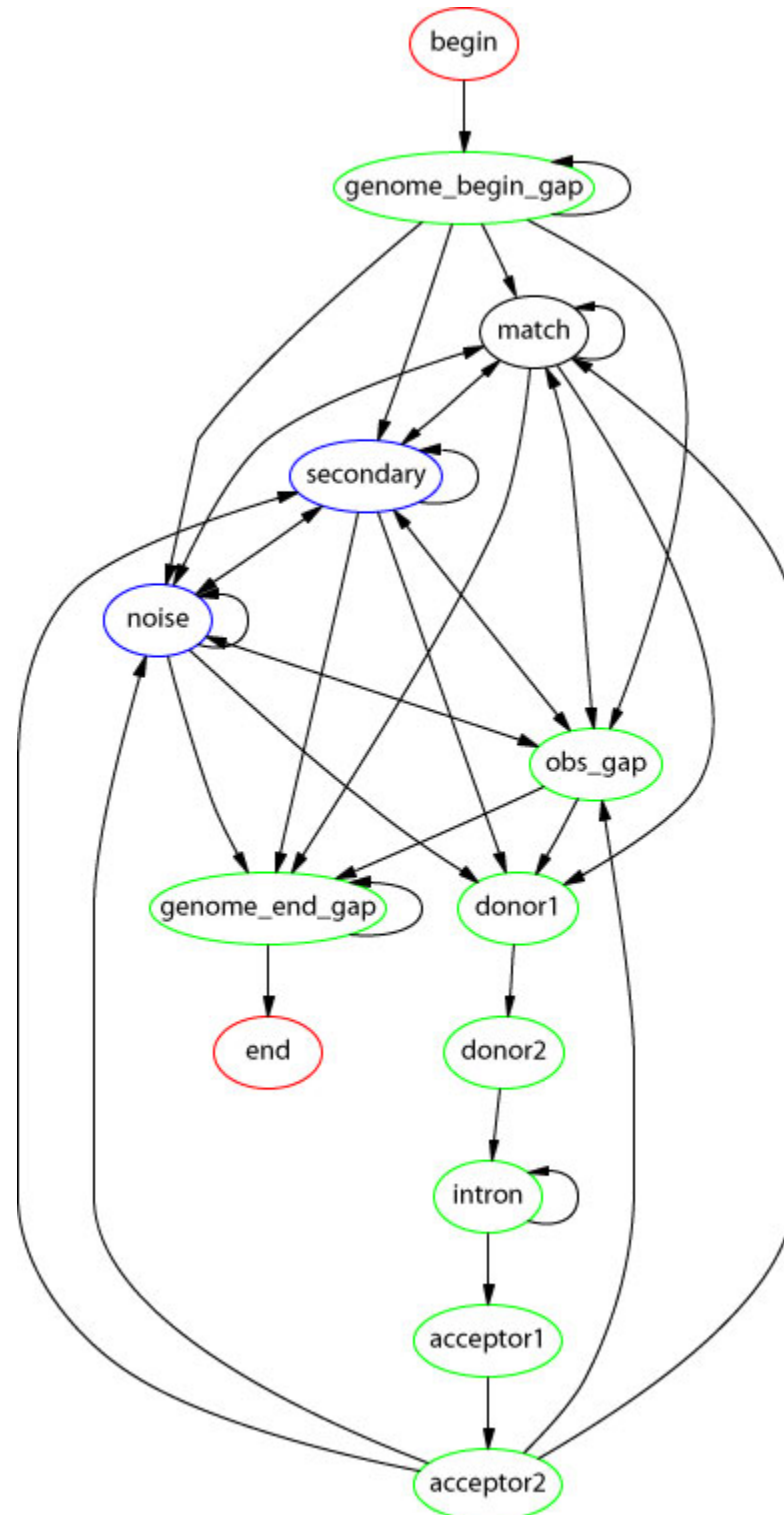 begin
genome_begin_gap
match
secondary
noise
obs_gap
genome_end_gap
donor1
end
donor2
intron
acceptor1
acceptor2